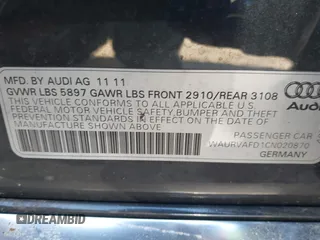 MFD. BY AUDI AG 11 11
GVWR LBS 5897 GAWR LBS FRONT 2910/REAR 3108
THIS VEHICLE CONFORMS TO ALL APPLICABLE
FEDERAL MOTOR VEHICLE SAFETY, BUMPER AND THEFT
PREVENTION STANDARDS IN EFFECT ON THE DATE OF
MANUFACTURE SHOWN ABOVE.
Audi
PASSENGER CAR
WAURVAFD1CN020870
GERMANY
DREAMBID